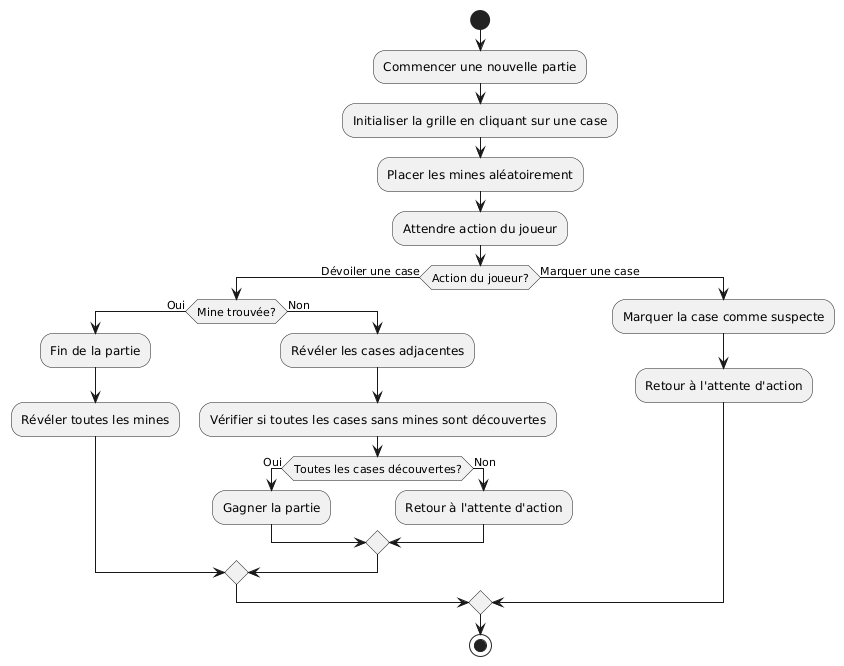 Commencer une nouvelle partie
Initialiser la grille en cliquant sur une case
Placer les mines aléatoirement
Attendre action du joueur
Dévoiler une case
Action du joueur?
Marquer une case
Oui
Mine trouvée?
Non
Marquer la case comme suspecte
Fin de la partie
Révéler les cases adjacentes
Retour à l'attente d'action
Révéler toutes les mines
Vérifier si toutes les cases sans mines sont découvertes
Oui
Toutes les cases découvertes?
Non
Gagner la partie
Retour à l'attente d'action